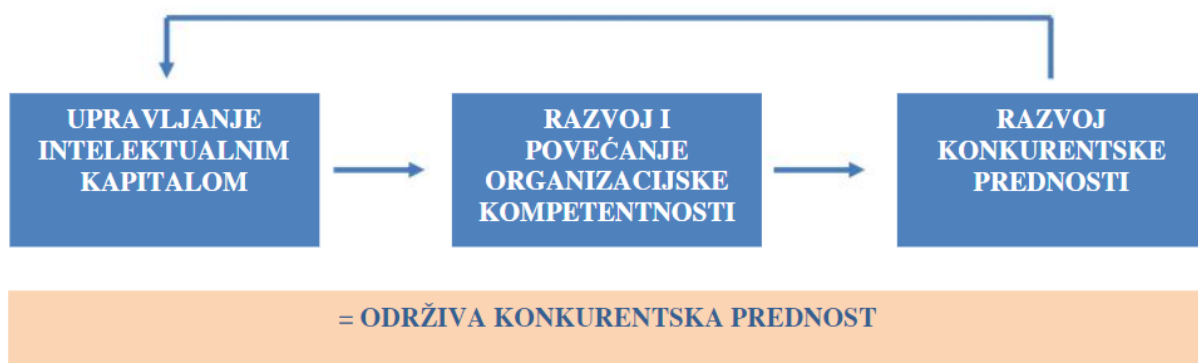 UPRAVLJANJE
INTELEKTUALNIM
KAPITALOM
RAZVOJ I
POVEĆANJE
ORGANIZACIJSKE
KOMPETENTNOSTI
RAZVOJ
KONKURENTSKE
PREDNOSTI
= ODRŽIVA KONKURENTSKA PREDNOST